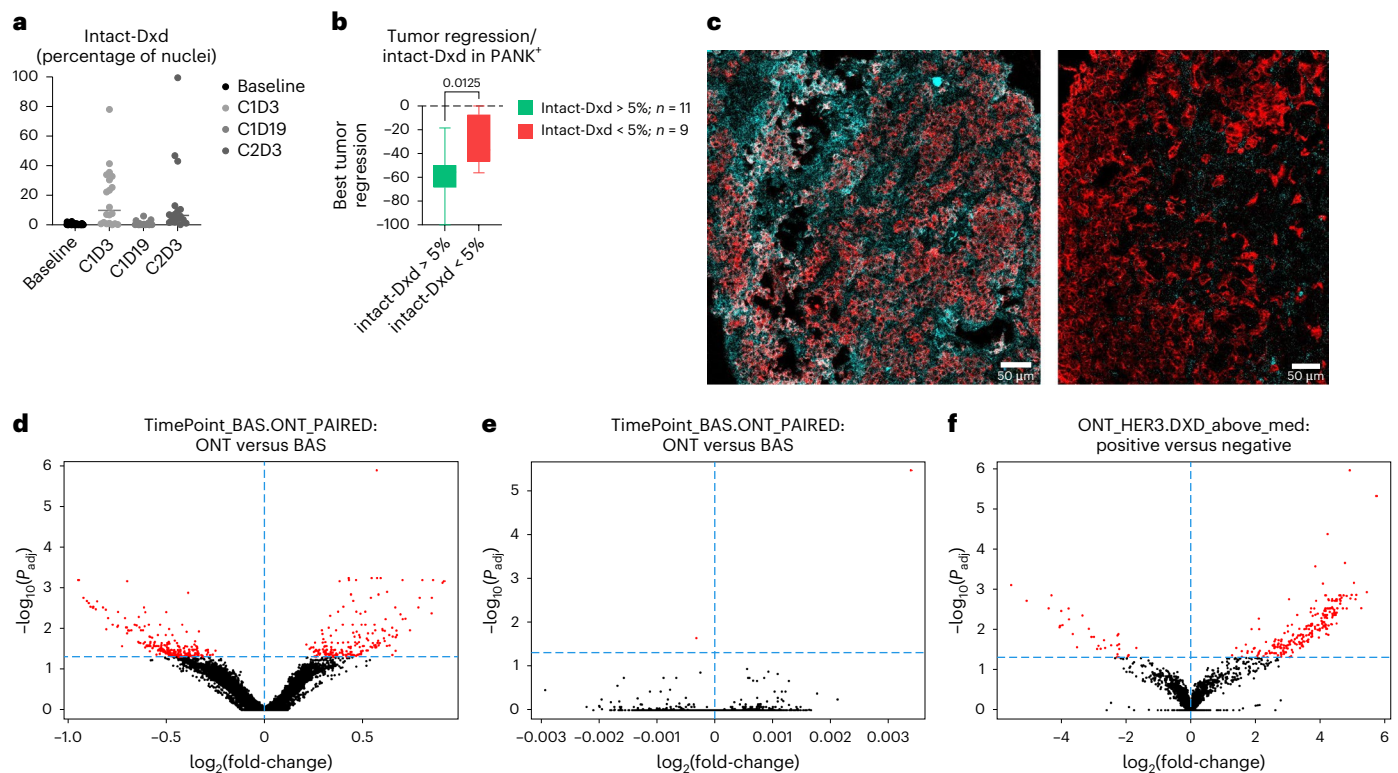 a
Intact-Dxd
(percentage of nuclei)
100
80
60
40
20
0
Baseline
C1D3
C1D19
C2D3
Baseline
C1D3
C1D19
C2D3
b
Tumor regression/
intact-Dxd in PANK⁺
0.0125
Best tumor
regression
0
−20
−40
−60
−80
−100
intact-Dxd > 5%
intact-Dxd < 5%
Intact-Dxd > 5%; n = 11
Intact-Dxd < 5%; n = 9
c
50 µm
50 µm
d
TimePoint_BAS.ONT_PAIRED:
ONT versus BAS
−log₁₀(Padj)
6
5
4
3
2
1
0
−1.0
−0.5
0
0.5
log₂(fold-change)
e
TimePoint_BAS.ONT_PAIRED:
ONT versus BAS
−log₁₀(Padj)
5
4
3
2
1
0
−0.003
−0.002
−0.001
0
0.001
0.002
0.003
log₂(fold-change)
f
ONT_HER3.DXD_above_med:
positive versus negative
−log₁₀(Padj)
6
5
4
3
2
1
0
−4
−2
0
2
4
6
log₂(fold-change)